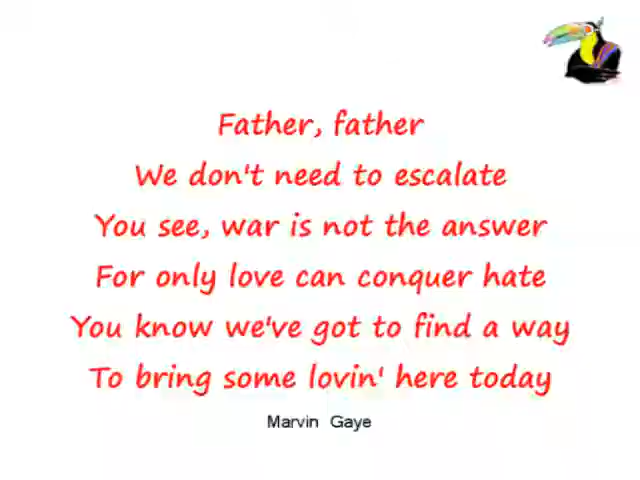 Father, father
We don't need to escalate
You see, war is not the answer
For only love can conquer hate
You know we've got to find a way
To bring some lovin' here today
Marvin Gaye